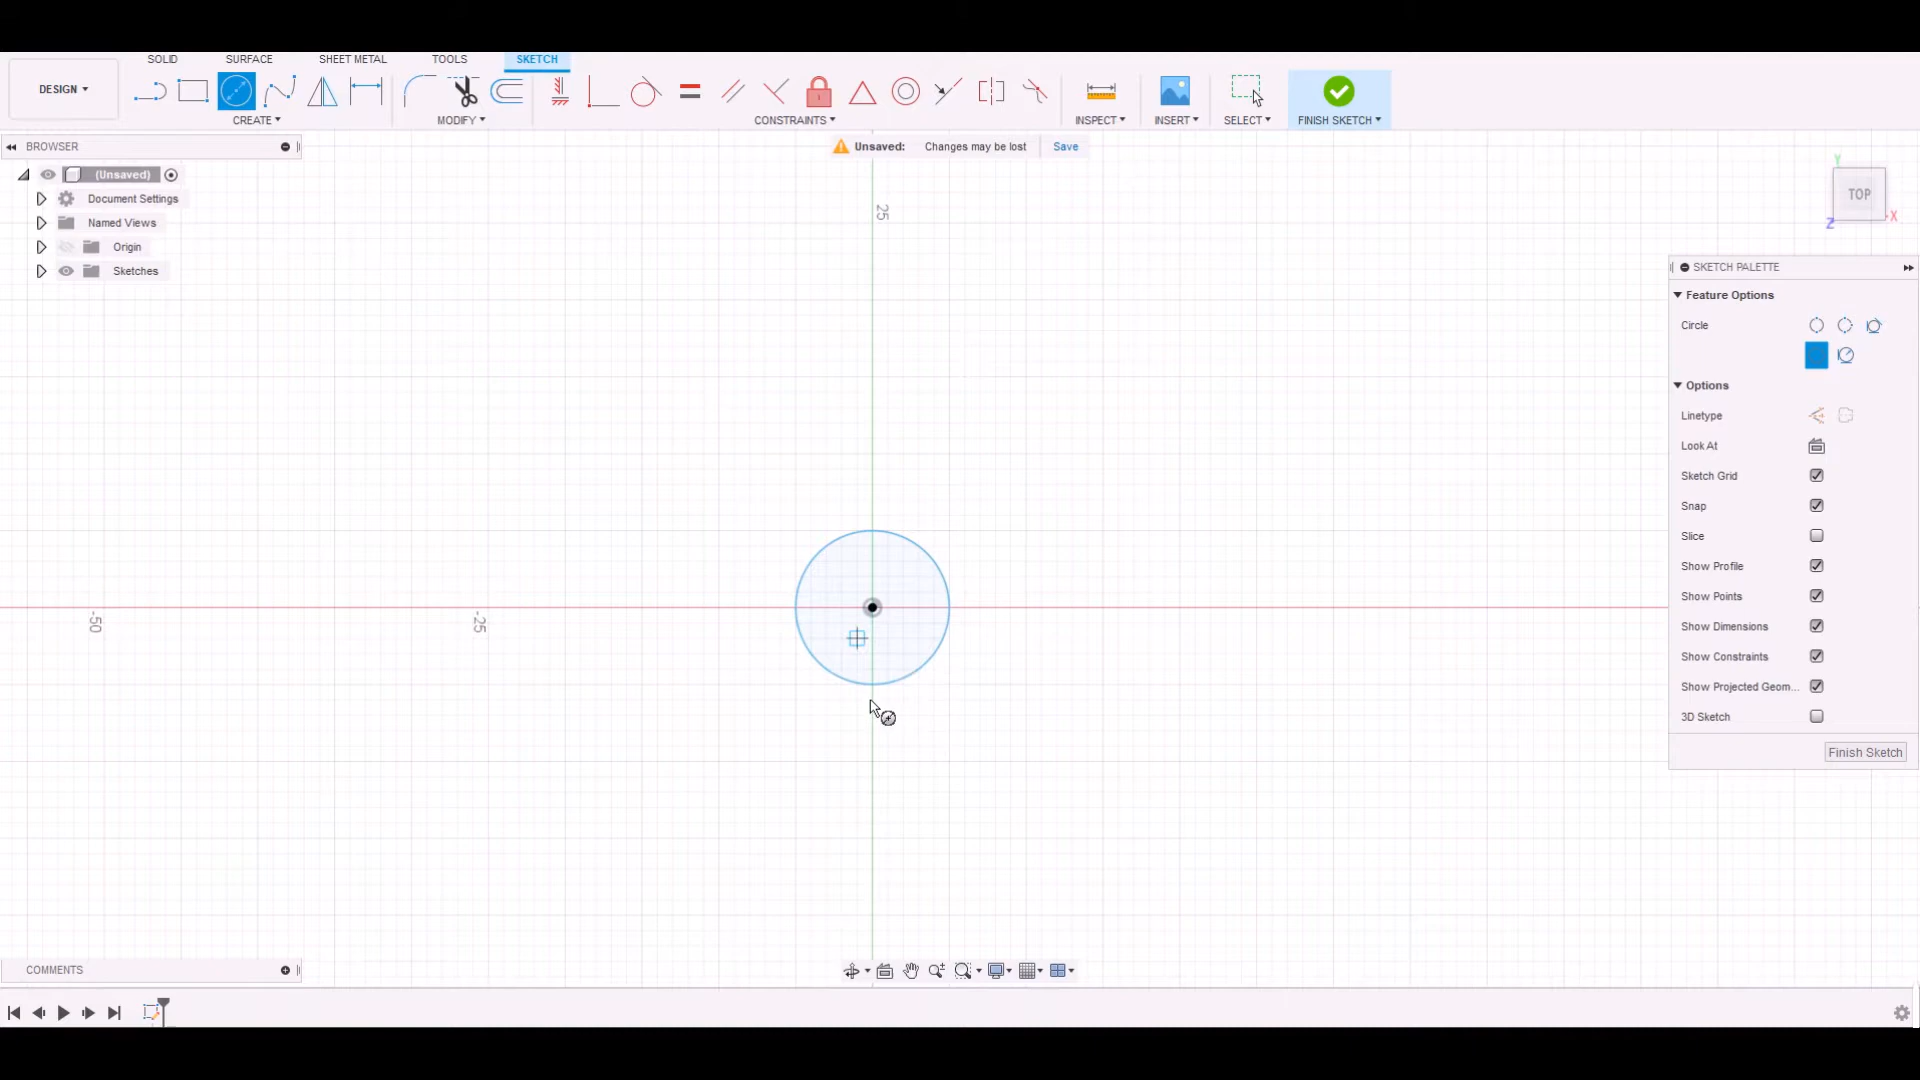 SOLID SURFACE SHEET METAL TOOLS SKETCH
DESIGN
CREATE MODIFY CONSTRAINTS INSPECT INSERT SELECT FINISH SKETCH
BROWSER
Unsaved: Changes may be lost Save
(Unsaved)
Document Settings
Named Views
Origin
Sketches
25
Y
TOP
X
Z
SKETCH PALETTE
Feature Options
Circle
Options
Linetype
Look At
Sketch Grid
Snap
Slice
Show Profile
Show Points
Show Dimensions
Show Constraints
Show Projected Geom...
3D Sketch
Finish Sketch
-50
-25
COMMENTS